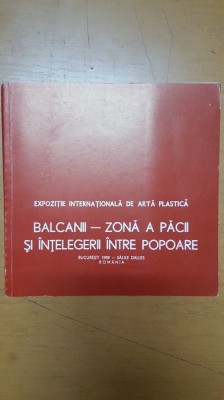 EXPOZIȚIE INTERNAȚIONALĂ DE ARTĂ PLASTICĂ
BALCANII — ZONĂ A PĂCII
ȘI ÎNȚELEGERII ÎNTRE POPOARE
BUCUREȘTI 1989 — SĂLILE DALLES
ROMÂNIA